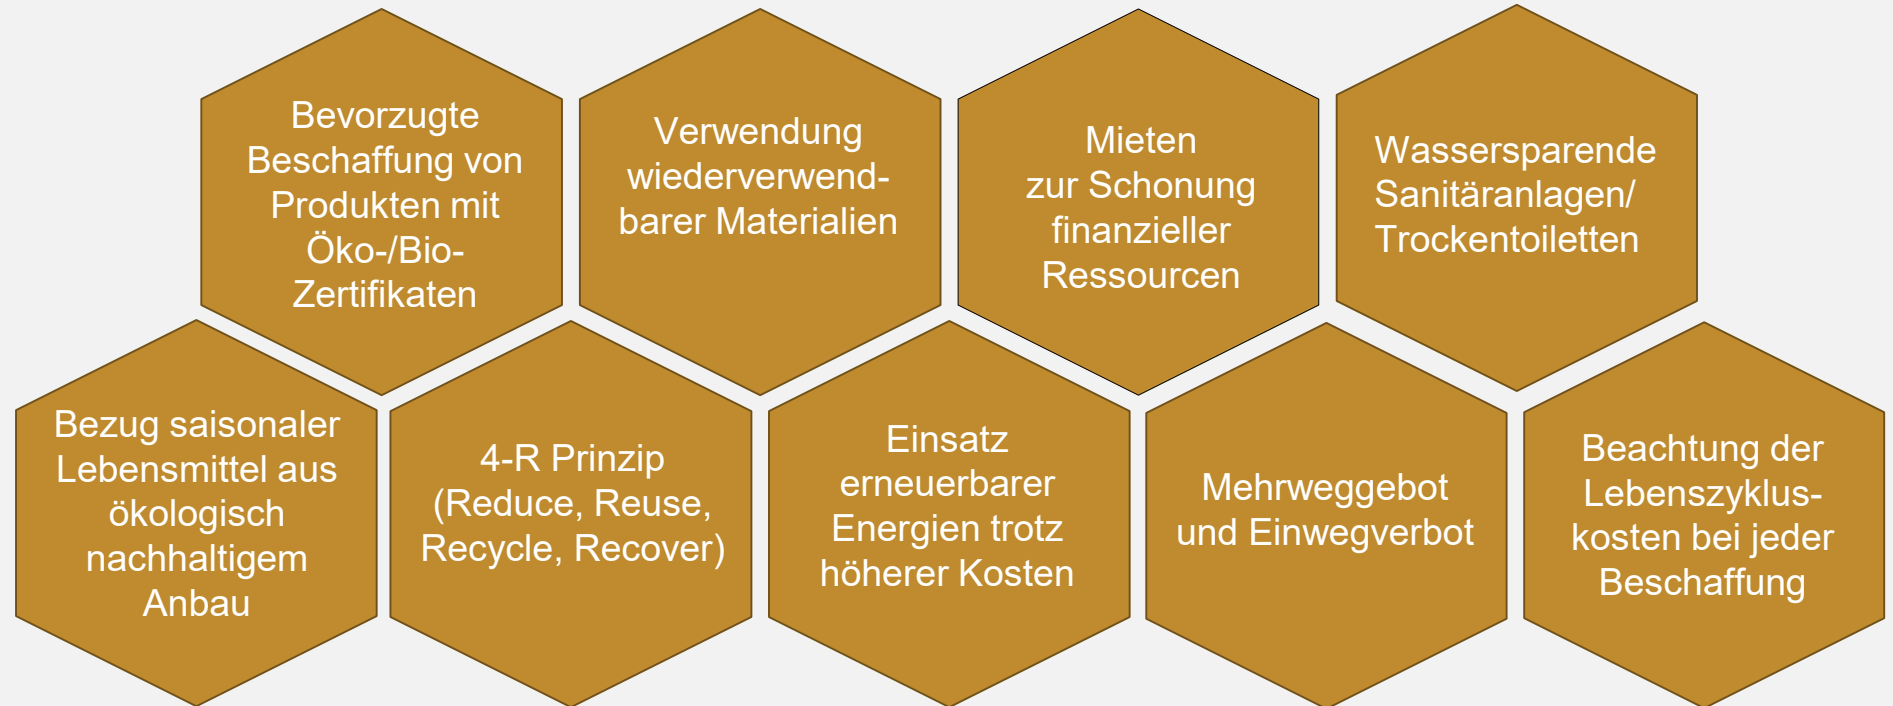 Bevorzugte
Beschaffung von
Produkten mit
Öko-/Bio-
Zertifikaten
Verwendung
wiederverwend-
barer Materialien
Mieten
zur Schonung
finanzieller
Ressourcen
Wassersparende
Sanitäranlagen/
Trockentoiletten
Bezug saisonaler
Lebensmittel aus
ökologisch
nachhaltigem
Anbau
4-R Prinzip
(Reduce, Reuse,
Recycle, Recover)
Einsatz
erneuerbarer
Energien trotz
höherer Kosten
Mehrweggebot
und Einwegverbot
Beachtung der
Lebenszyklus-
kosten bei jeder
Beschaffung